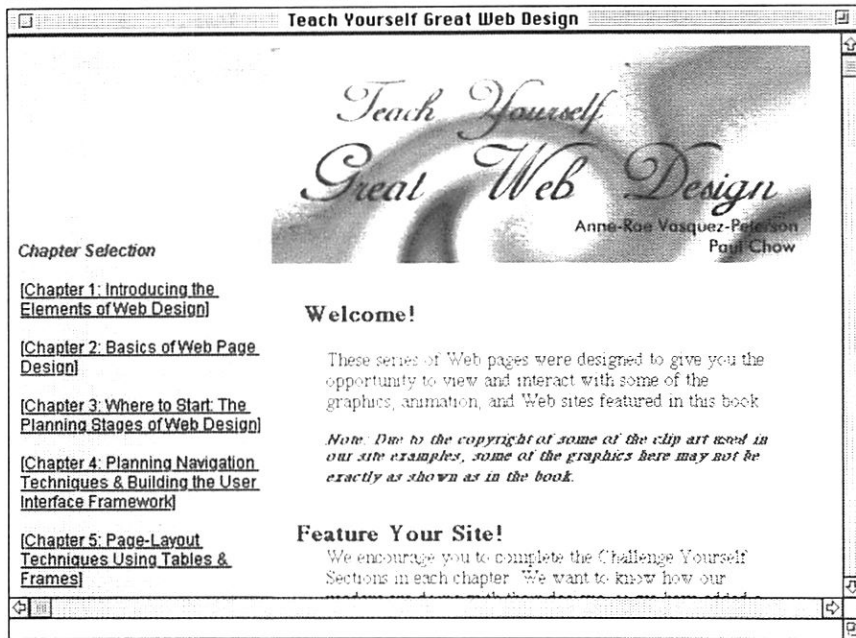 Teach Yourself Great Web Design
Teach Yourself
Great Web Design
Anne-Rae Vasquez-Peterson
Paul Chow
Chapter Selection
[Chapter 1: Introducing the
Elements of Web Design]
[Chapter 2: Basics of Web Page
Design]
[Chapter 3: Where to Start: The
Planning Stages of Web Design]
[Chapter 4: Planning Navigation
Techniques & Building the User
Interface Framework]
[Chapter 5: Page-Layout
Techniques Using Tables &
Frames]
Welcome!
These series of Web pages were designed to give you the
opportunity to view and interact with some of the
graphics, animation, and Web sites featured in this book
Note: Due to the copyright of some of the clip art used in
our site examples, some of the graphics here may not be
exactly as shown as in the book.
Feature Your Site!
We encourage you to complete the Challenge Yourself
Sections in each chapter. We want to know how our